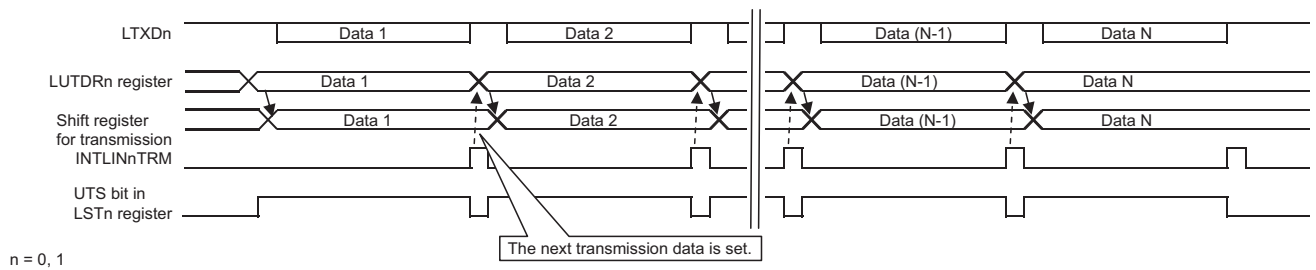 LTXDn
Data 1
Data 2
Data (N-1)
Data N
LUTDRn register
Data 1
Data 2
Data (N-1)
Data N
Shift register
for transmission
Data 1
Data 2
Data (N-1)
Data N
INTLINnTRM
UTS bit in
LSTn register
The next transmission data is set.
n = 0, 1